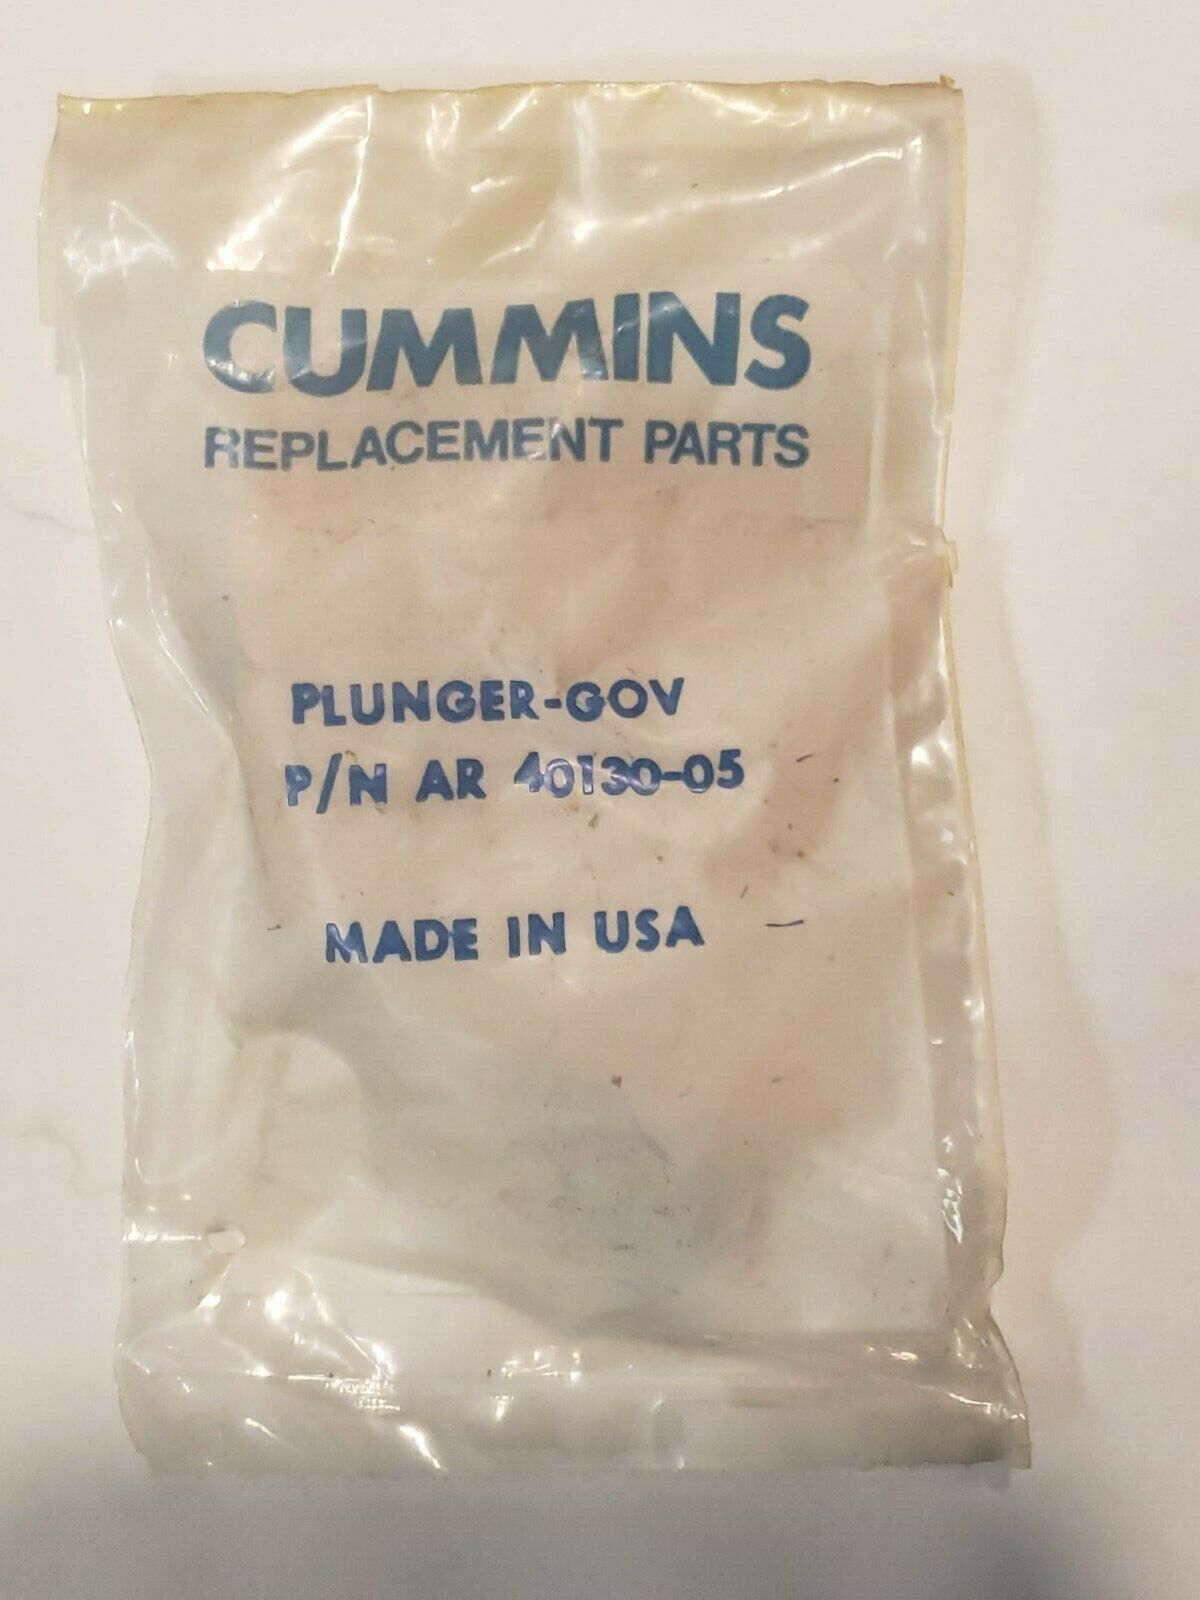 CUMMINS
REPLACEMENT PARTS
PLUNGER-GOV
P/N AR 40130-05
MADE IN USA